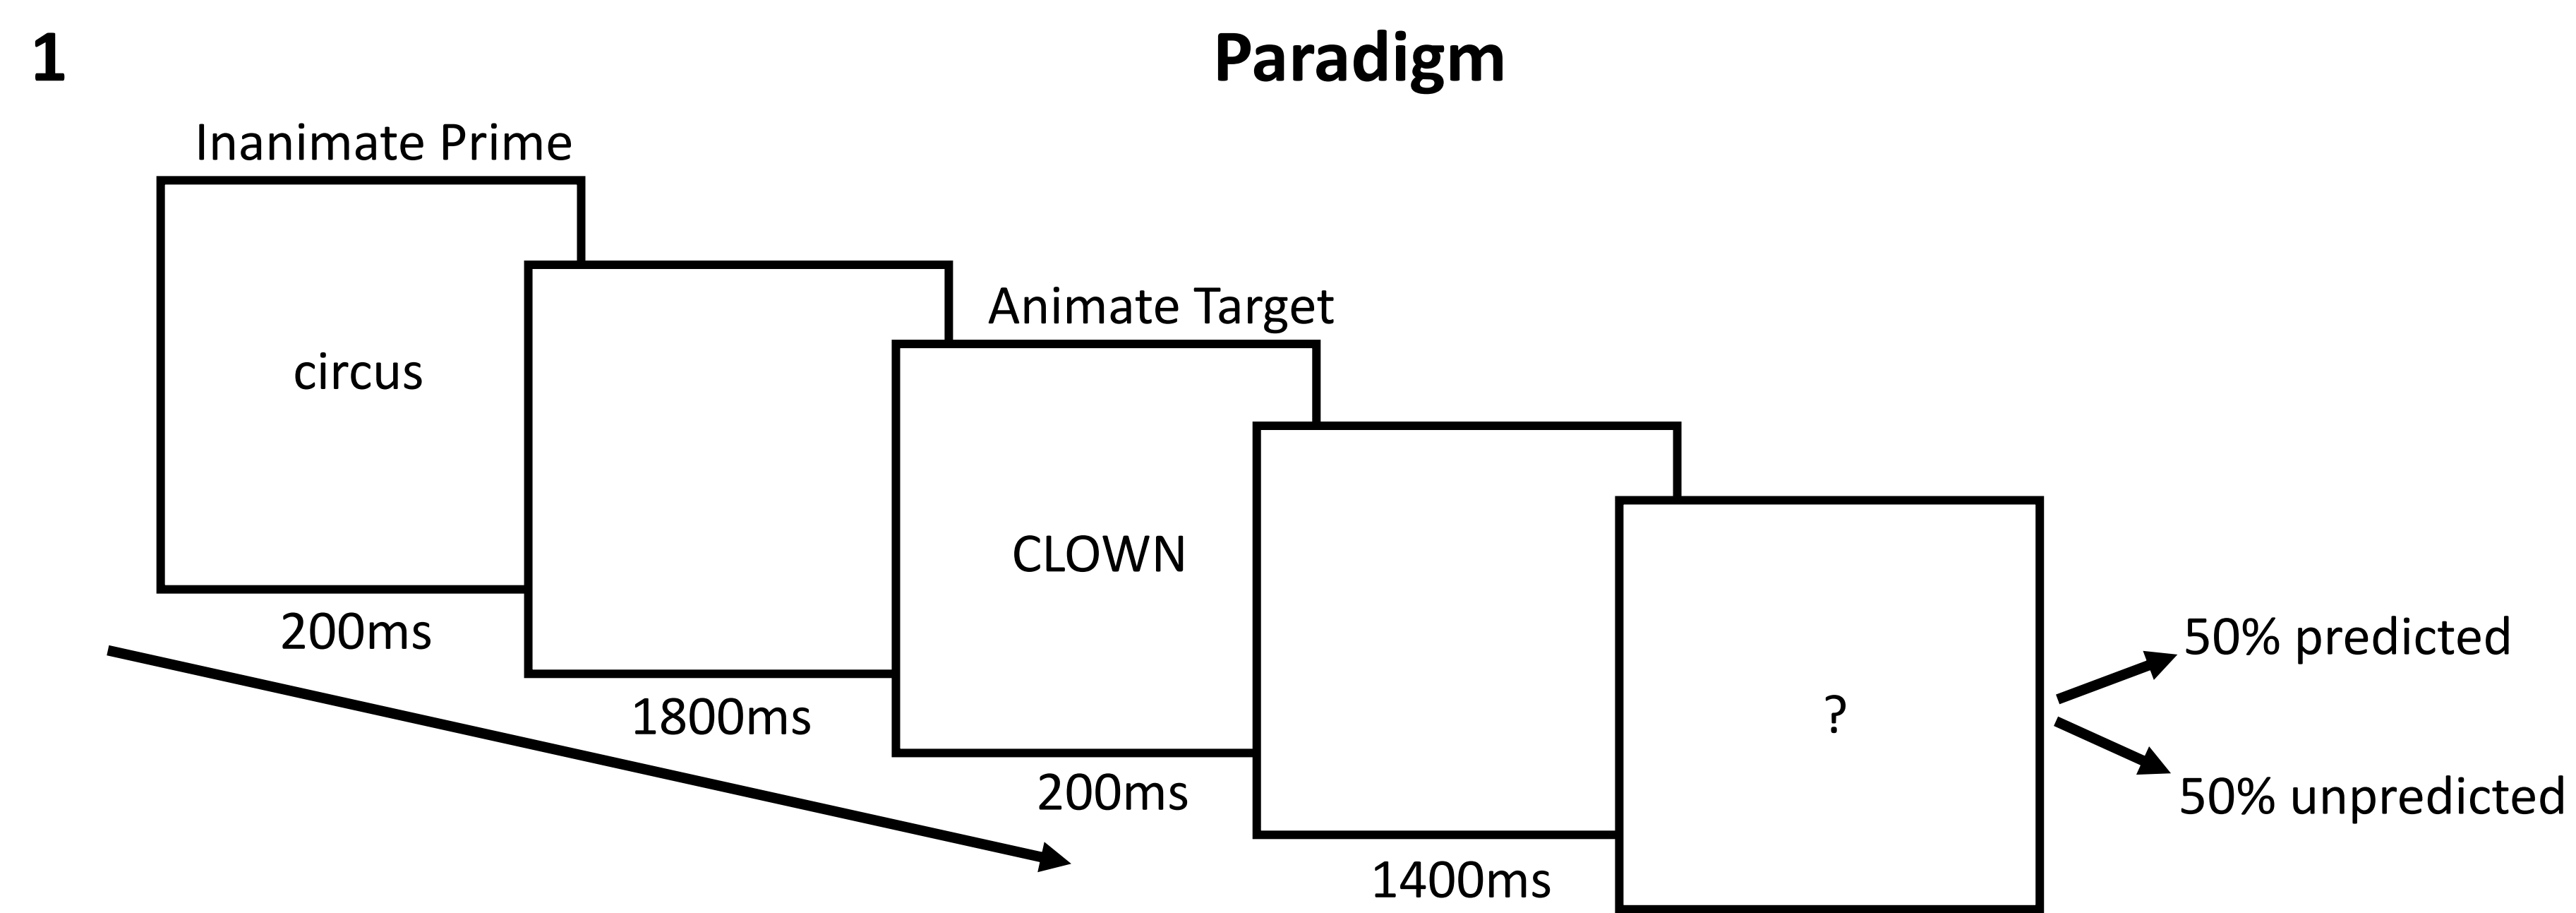 1
Paradigm
Inanimate Prime
circus
200ms
1800ms
Animate Target
CLOWN
200ms
1400ms
?
50% predicted
50% unpredicted